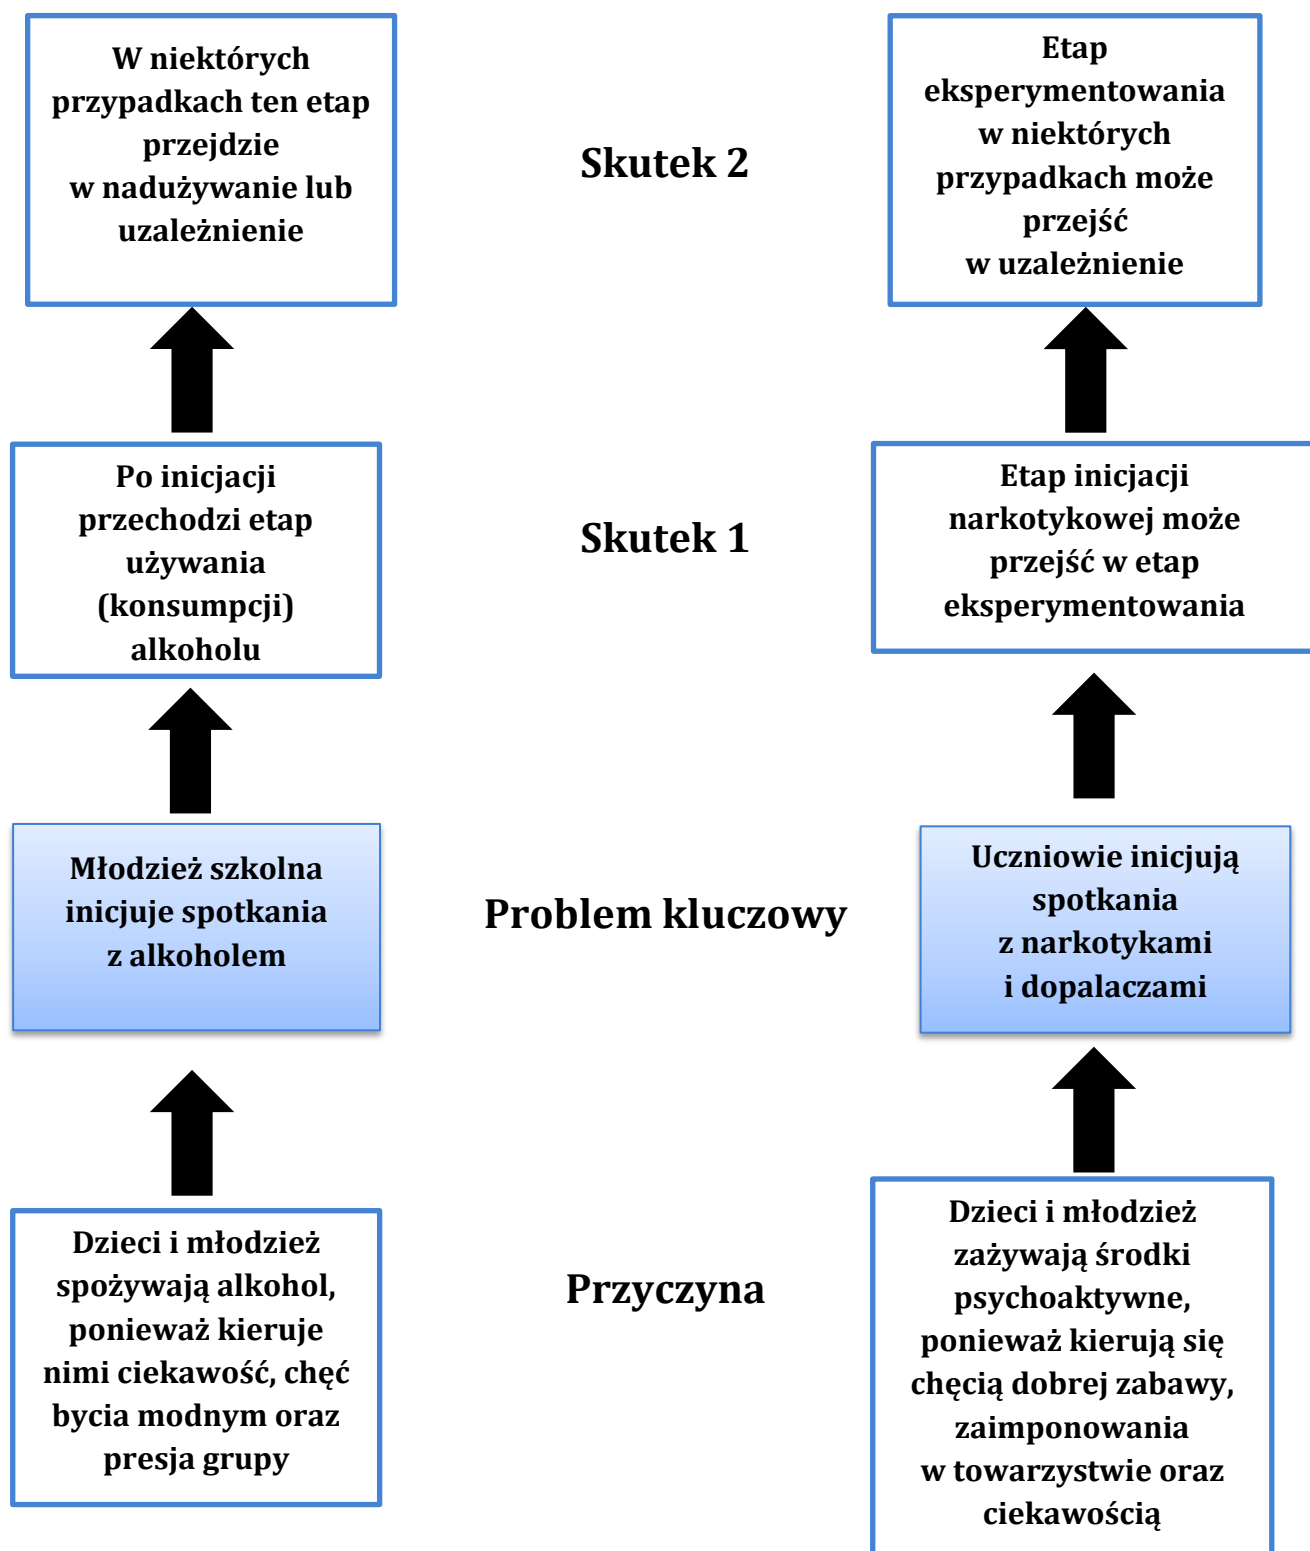 W niektórych
przypadkach ten etap
przejdzie
w nadużywanie lub
uzależnienie
Skutek 2
Etap
eksperymentowania
w niektórych
przypadkach może
przejść
w uzależnienie
Po inicjacji
przechodzi etap
używania
(konsumpcji)
alkoholu
Skutek 1
Etap inicjacji
narkotykowej może
przejść w etap
eksperymentowania
Młodzież szkolna
inicjuje spotkania
z alkoholem
Problem kluczowy
Uczniowie inicjują
spotkania
z narkotykami
i dopalaczami
Dzieci i młodzież
spożywają alkohol,
ponieważ kieruje
nimi ciekawość, chęć
bycia modnym oraz
presja grupy
Przyczyna
Dzieci i młodzież
zażywają środki
psychoaktywne,
ponieważ kierują się
chęcią dobrej zabawy,
zaimponowania
w towarzystwie oraz
ciekawością